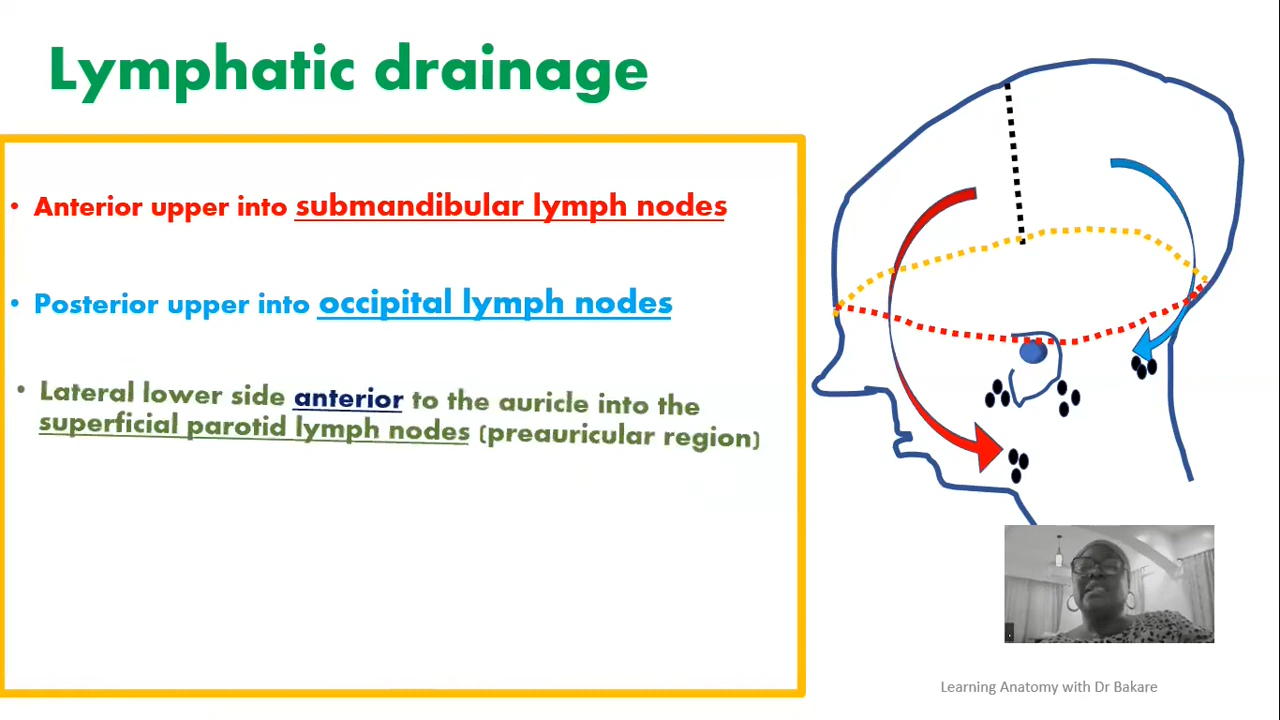 Lymphatic drainage
• Anterior upper into submandibular lymph nodes
• Posterior upper into occipital lymph nodes
• Lateral lower side anterior to the auricle into the
superficial parotid lymph nodes (preauricular region)
Learning Anatomy with Dr Bakare